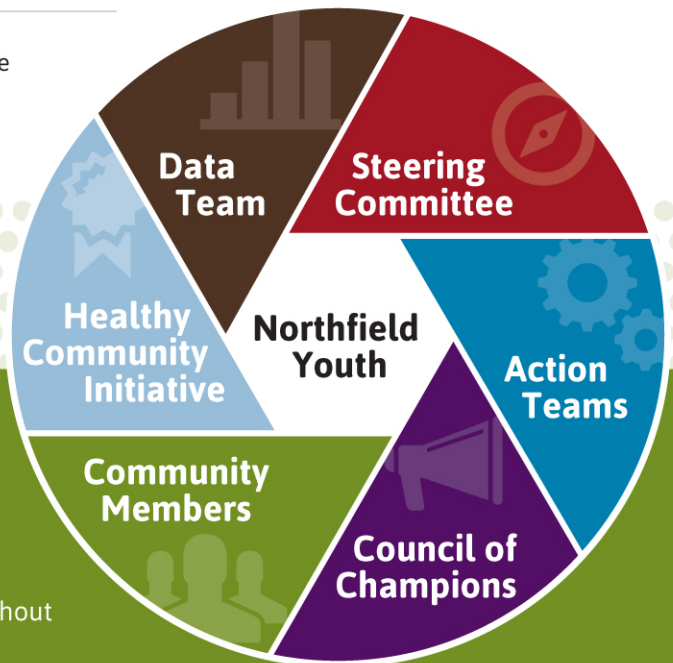 e
Data
Team
Steering
Committee
Healthy
Community
Initiative
Northfield
Youth
Action
Teams
Community
Members
Council of
Champions
hout